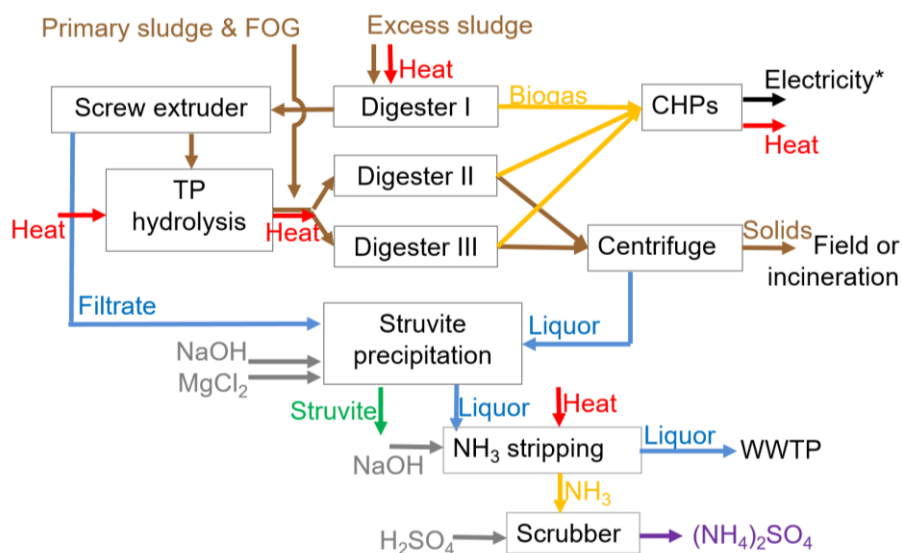 Primary sludge & FOG
Excess sludge
Heat
Electricity*
Screw extruder
Digester I
Biogas
CHPs
Heat
TP
hydrolysis
Digester II
Heat
Heat
Digester III
Centrifuge
Solids
Field or
incineration
Filtrate
Struvite
precipitation
Liquor
NaOH
MgCl₂
Struvite
Liquor
Heat
NaOH
NH₃ stripping
Liquor
WWTP
NH₃
H₂SO₄
Scrubber
(NH₄)₂SO₄